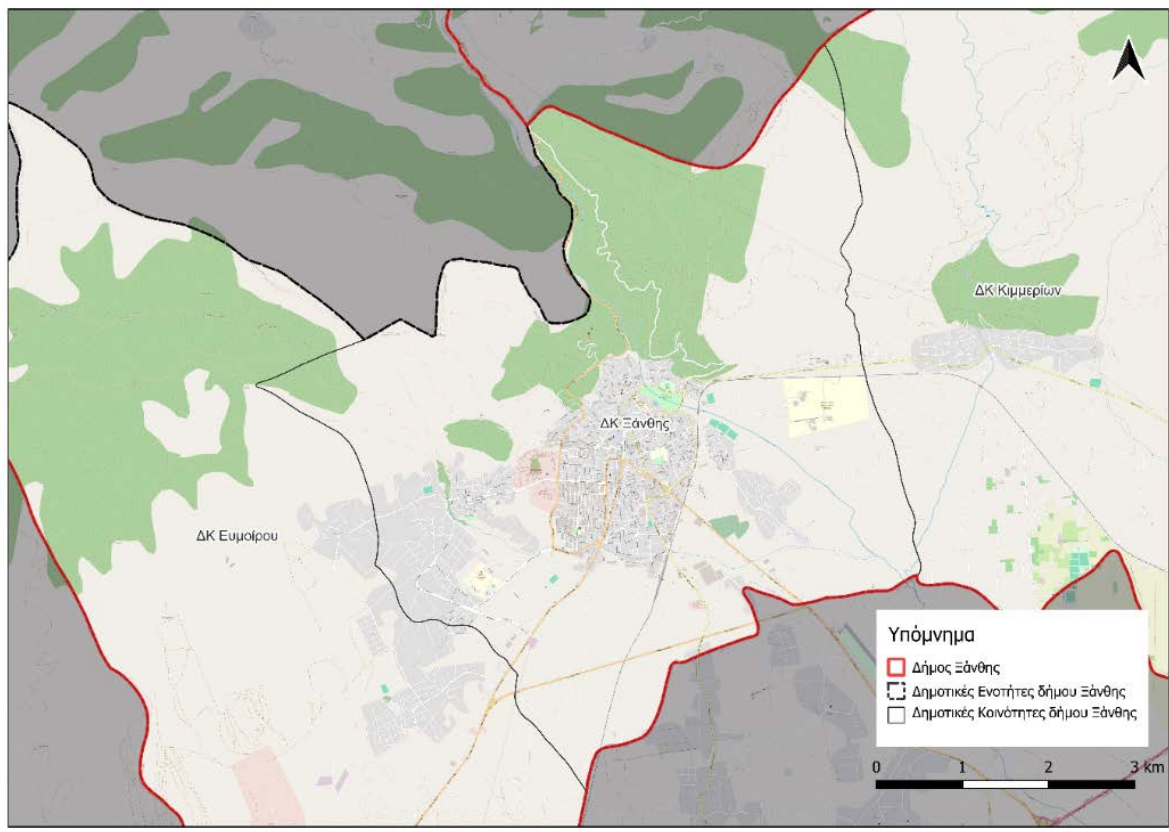 ΔΚ Κιμμερίων
ΔΚ Ξάνθης
ΔΚ Ευμοίρου
Υπόμνημα
Δήμος Ξάνθης
Δημοτικές Ενοτήτες δήμου Ξάνθης
Δημοτικές Κοινότητες δήμου Ξάνθης
0 1 2 3 km